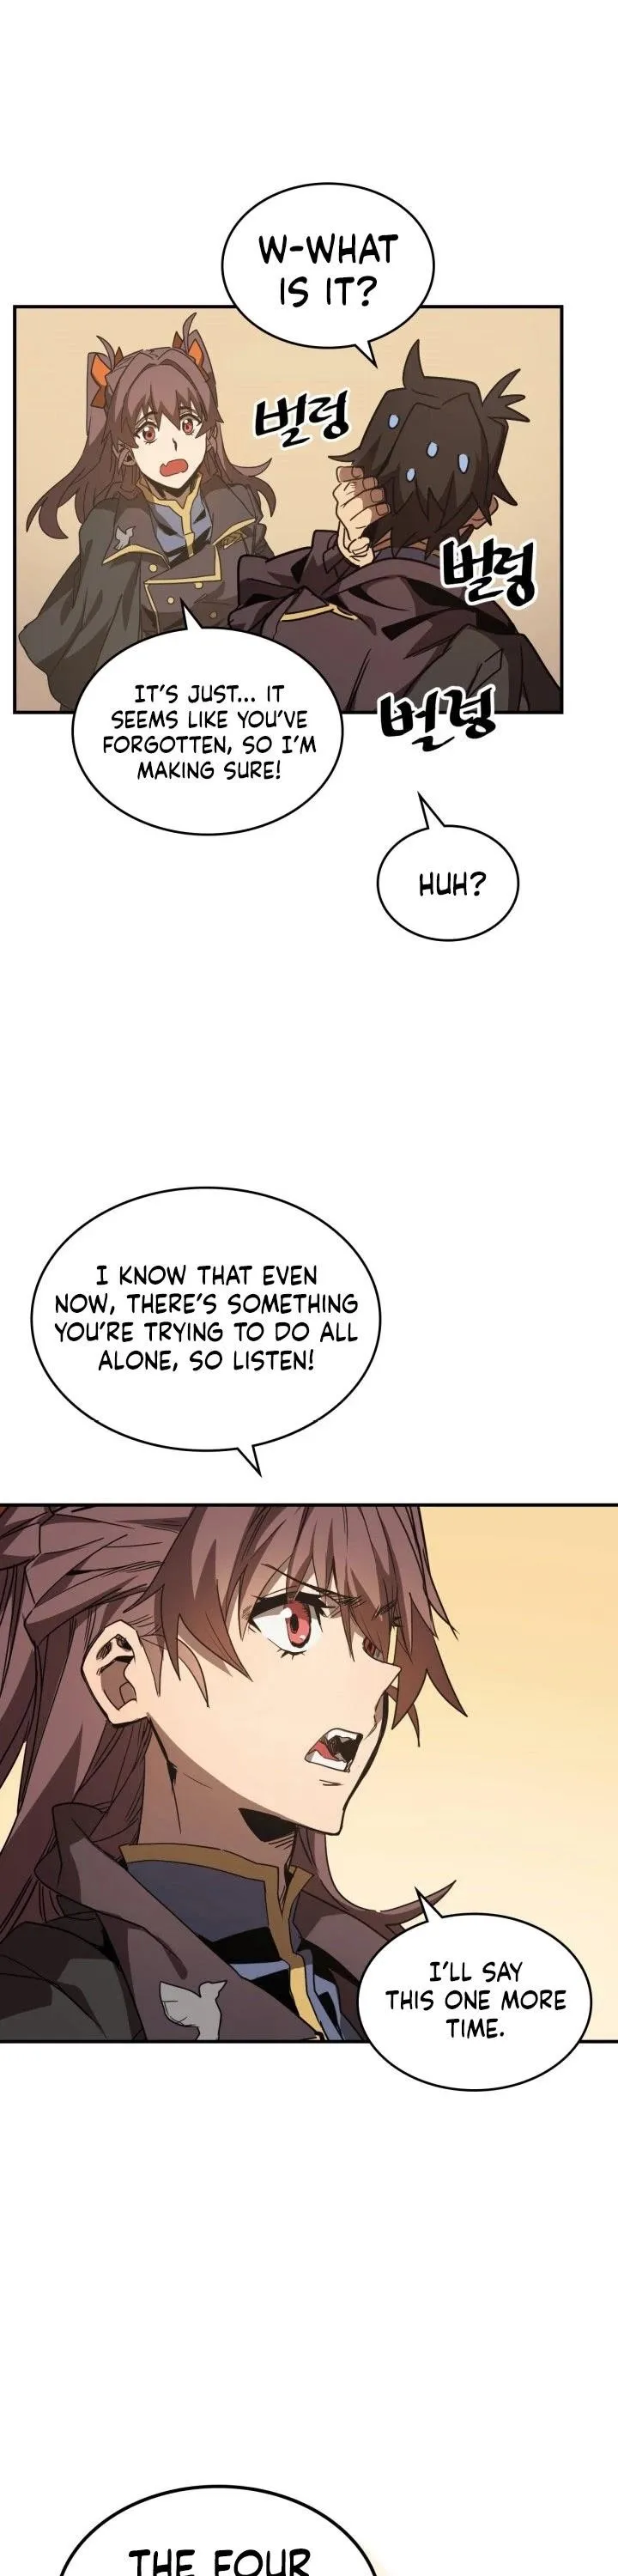 W-WHAT
IS IT?
벌렁
벌렁
벌렁
IT'S JUST... IT
SEEMS LIKE YOU'VE
FORGOTTEN, SO I'M
MAKING SURE!
HUH?
I KNOW THAT EVEN
NOW, THERE'S SOMETHING
YOU'RE TRYING TO DO ALL
ALONE, SO LISTEN!
I'LL SAY
THIS ONE MORE
TIME.
THE FOUR